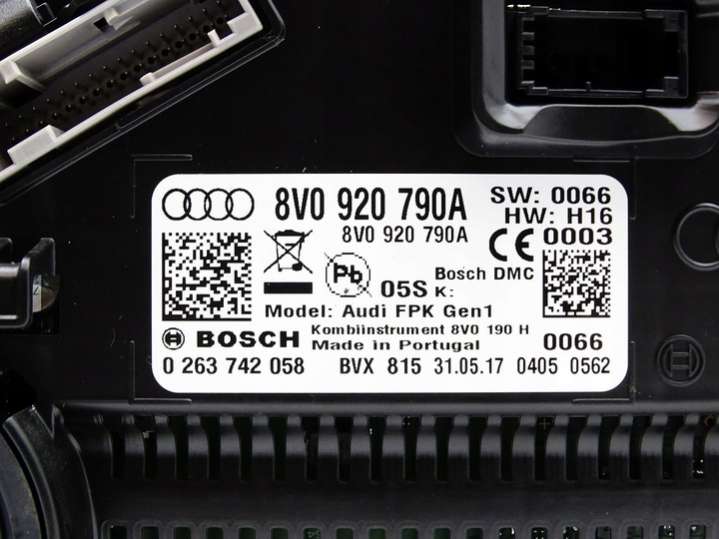 8V0 920 790A SW: 0066
HW: H16
8V0 920 790A CE 0003
Pb 05S K: Bosch DMC
Model: Audi FPK Gen1
BOSCH Kombiinstrument 8V0 190 H
Made in Portugal 0066
0 263 742 058 BVX 815 31.05.17 0405 0562